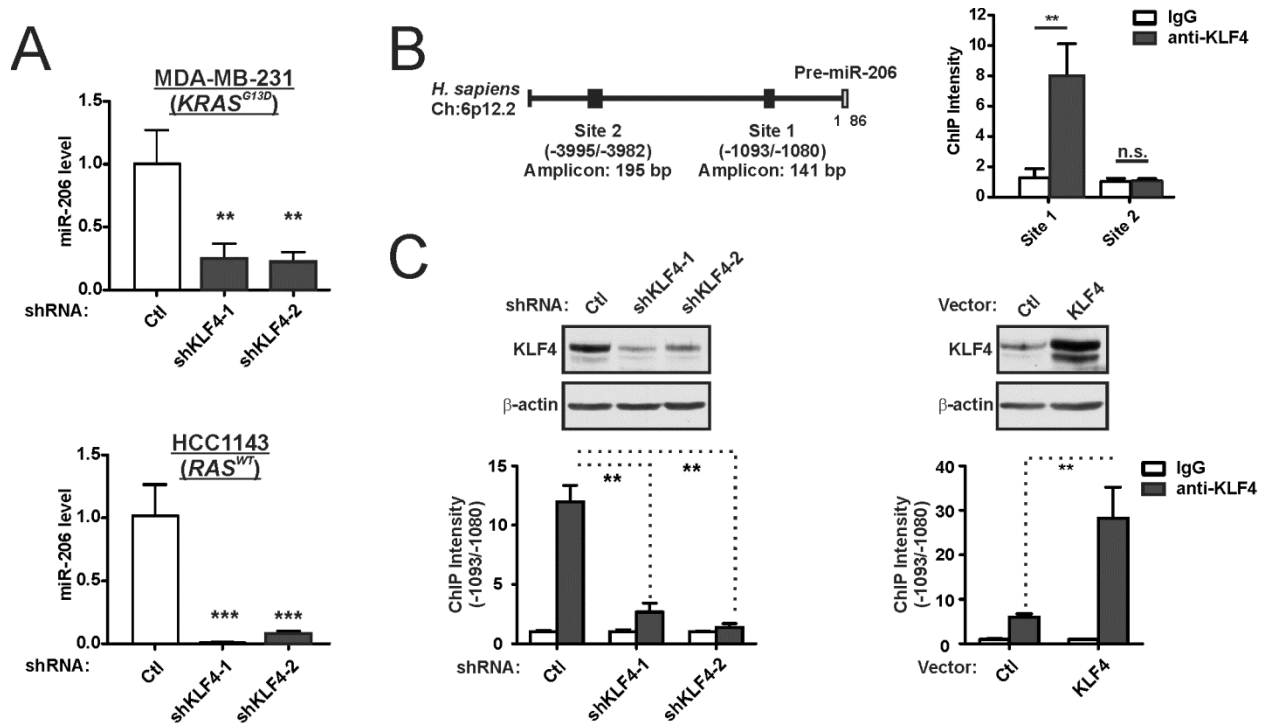 A
MDA-MB-231
(KRAS^G13D)
miR-206 level
1.5
1.0
0.5
0.0
**
**
shRNA:
Ctl
shKLF4-1
shKLF4-2
HCC1143
(RAS^WT)
miR-206 level
1.5
1.0
0.5
0.0
***
***
shRNA:
Ctl
shKLF4-1
shKLF4-2
B
H. sapiens
Ch:6p12.2
Pre-miR-206
1 86
Site 2
(-3995/-3982)
Amplicon: 195 bp
Site 1
(-1093/-1080)
Amplicon: 141 bp
ChIP Intensity
12
10
8
6
4
2
0
**
n.s.
Site 1
Site 2
IgG
anti-KLF4
C
shRNA:
Ctl
shKLF4-1
shKLF4-2
KLF4
β-actin
ChIP Intensity
(-1093/-1080)
15
10
5
0
**
**
shRNA:
Ctl
shKLF4-1
shKLF4-2
Vector:
Ctl
KLF4
KLF4
β-actin
ChIP Intensity
(-1093/-1080)
40
30
20
10
0
**
IgG
anti-KLF4
Vector:
Ctl
KLF4